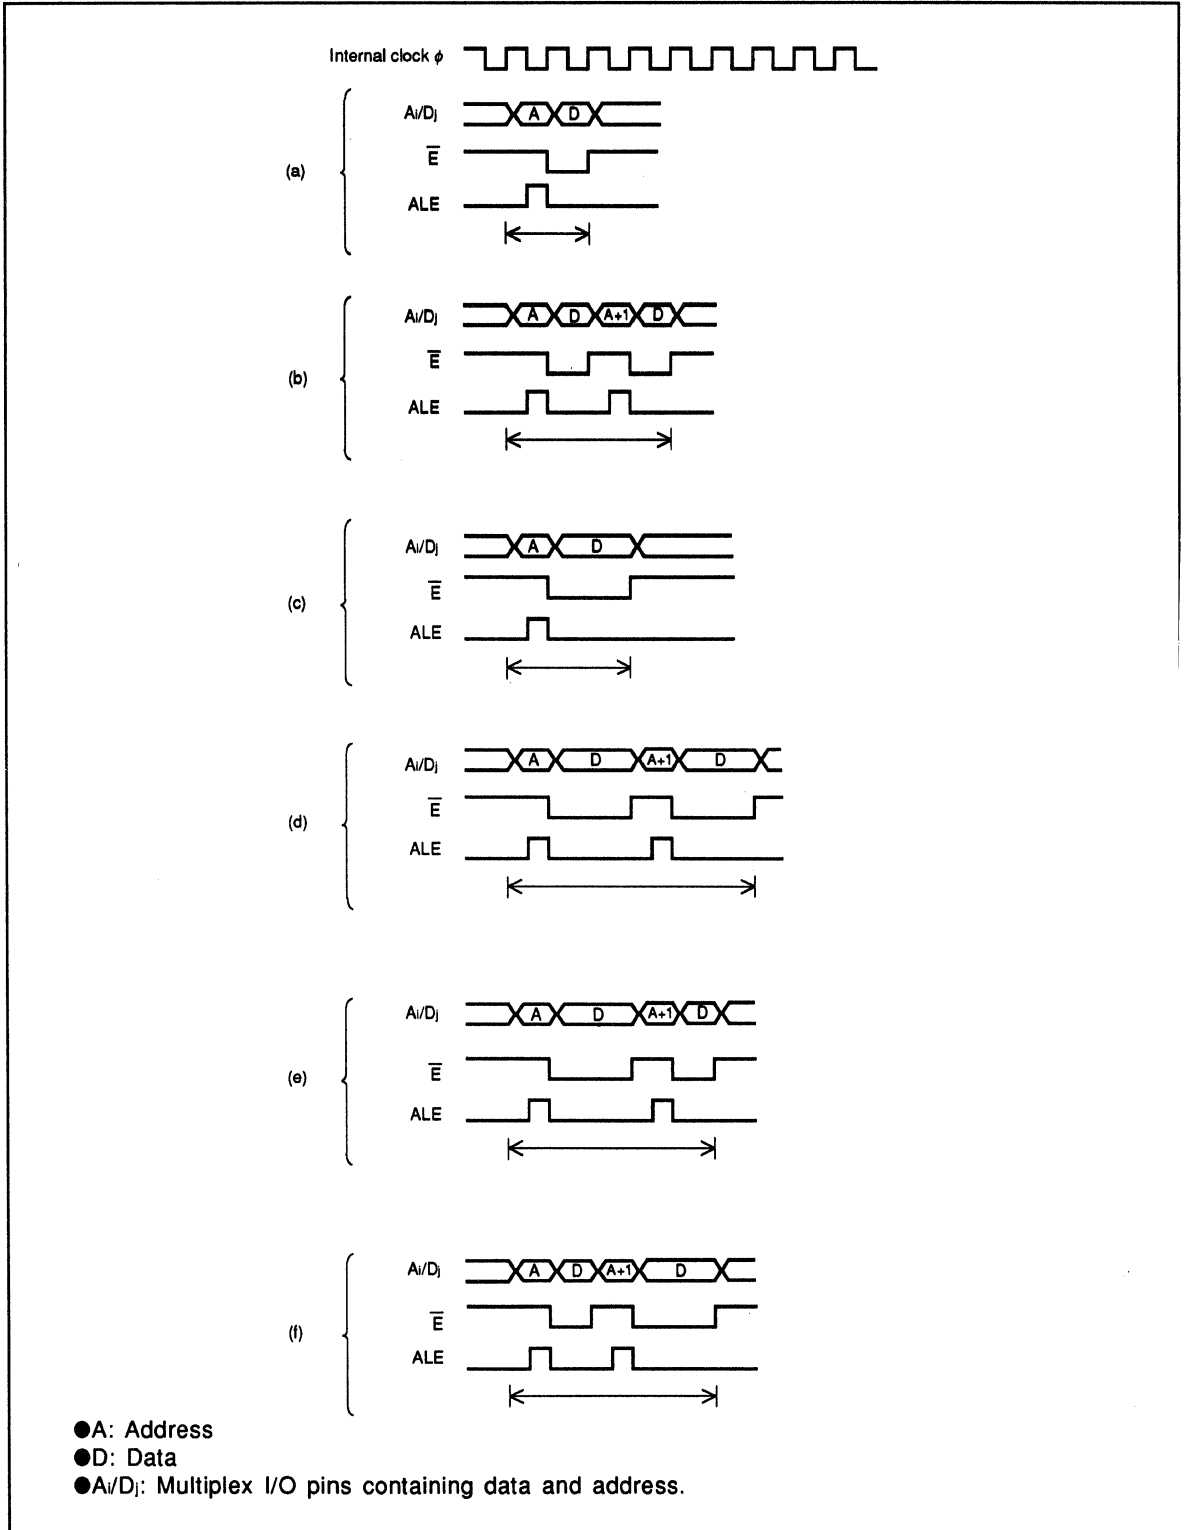 Internal clock φ
(a)
Ai/Dj A D
E̅
ALE
(b)
Ai/Dj A D A+1 D
E̅
ALE
(c)
Ai/Dj A D
E̅
ALE
(d)
Ai/Dj A D A+1 D
E̅
ALE
(e)
Ai/Dj A D A+1 D
E̅
ALE
(f)
Ai/Dj A D A+1 D
E̅
ALE
●A: Address
●D: Data
●Ai/Dj: Multiplex I/O pins containing data and address.